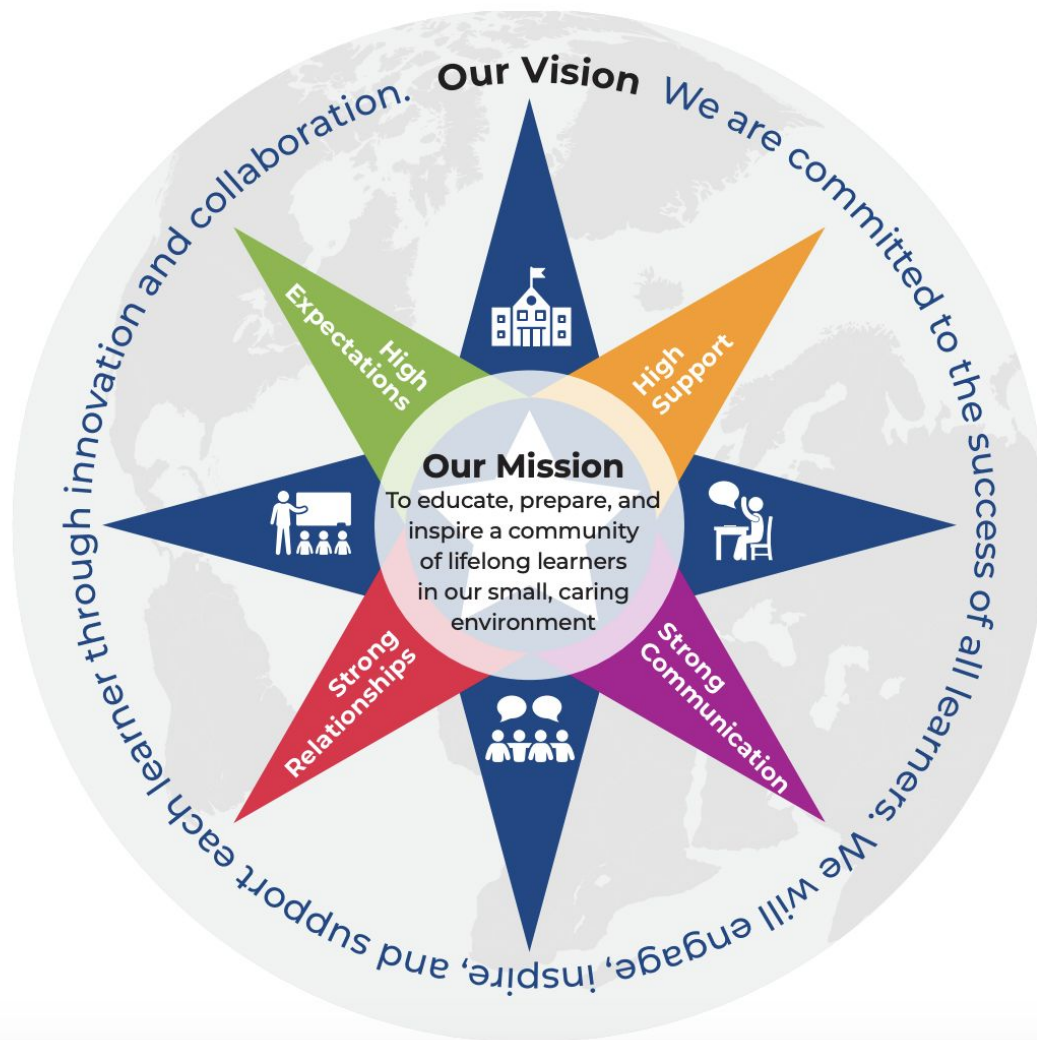 Our Vision We are committed to the success of all learners. We will engage, inspire, and support each learner through innovation and collaboration.
High
Expectations
High
Support
Our Mission
To educate, prepare, and
inspire a community
of lifelong learners
in our small, caring
environment
Strong
Relationships
Strong
Communication